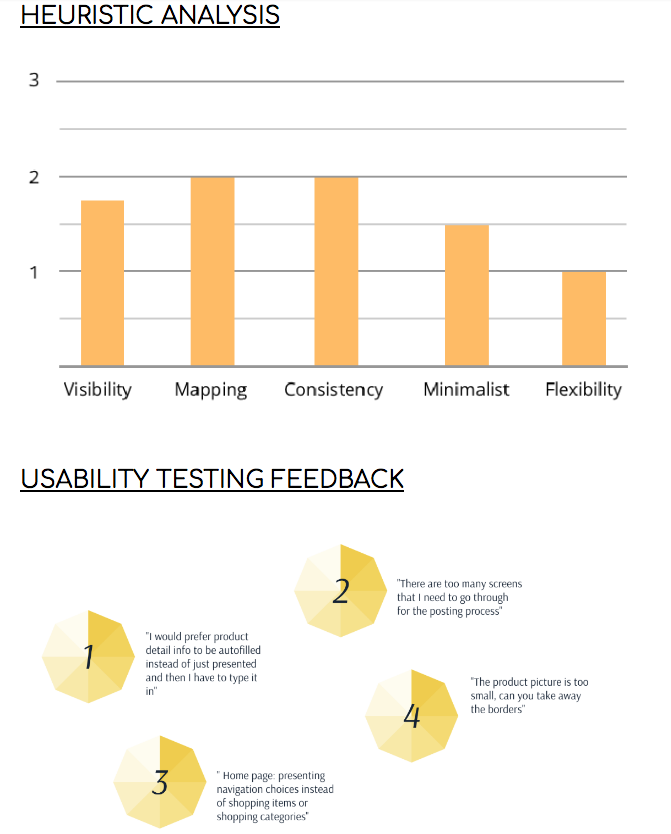 HEURISTIC ANALYSIS
3
2
1
Visibility Mapping Consistency Minimalist Flexibility
USABILITY TESTING FEEDBACK
1
"I would prefer product
detail info to be autofilled
instead of just presented
and then I have to type it
in"
2
"There are too many screens
that I need to go through
for the posting process"
3
" Home page: presenting
navigation choices instead
of shopping items or
shopping categories"
4
"The product picture is too
small, can you take away
the borders"